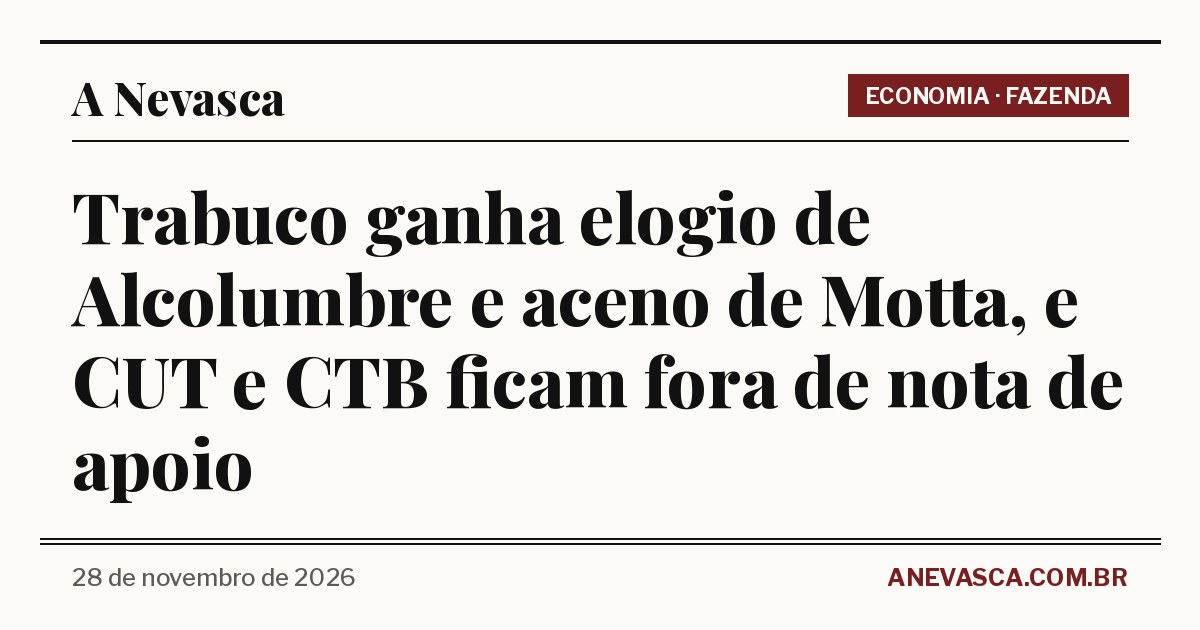 A Nevasca
ECONOMIA · FAZENDA
Trabuco ganha elogio de
Alcolumbre e aceno de Motta, e
CUT e CTB ficam fora de nota de
apoio
28 de novembro de 2026
ANEVASCA.COM.BR